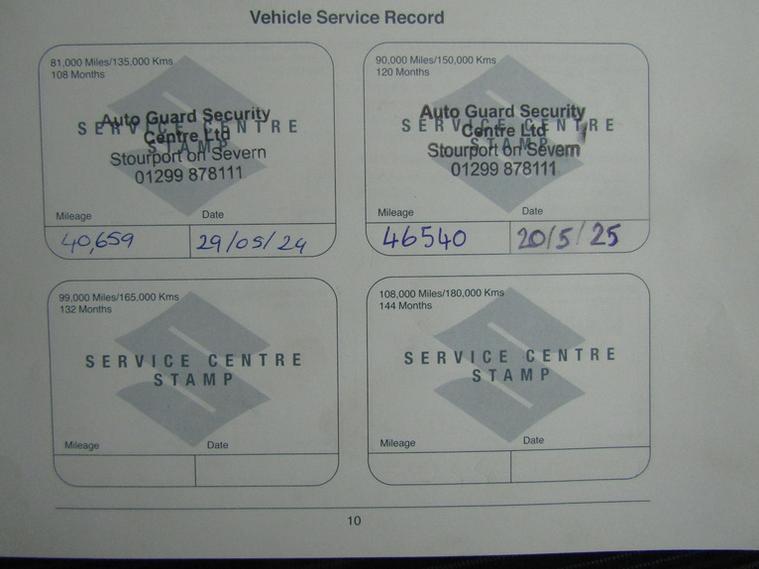 Vehicle Service Record
81,000 Miles/135,000 Kms
108 Months
Auto Guard Security
SERVICE CENTRE
Centre Ltd
STAMP
Stourport on Severn
01299 878111
Mileage Date
40,659 29/05/24
90,000 Miles/150,000 Kms
120 Months
Auto Guard Security
SERVICE CENTRE
Centre Ltd
STAMP
Stourport on Severn
01299 878111
Mileage Date
46540 20/5/25
99,000 Miles/165,000 Kms
132 Months
SERVICE CENTRE
STAMP
Mileage Date
108,000 Miles/180,000 Kms
144 Months
SERVICE CENTRE
STAMP
Mileage Date
10